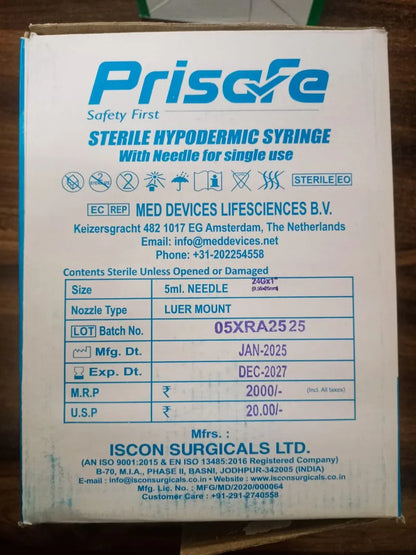 Prisafe
Safety First
STERILE HYPODERMIC SYRINGE
With Needle for single use
STERILE EO
EC REP MED DEVICES LIFESCIENCES B.V.
Keizersgracht 482 1017 EG Amsterdam, The Netherlands
Email: info@meddevices.net
Phone: +31-202254558
Contents Sterile Unless Opened or Damaged
Size 5ml. NEEDLE 24Gx1"
Nozzle Type LUER MOUNT
LOT Batch No. 05XRA2525
Mfg. Dt. JAN-2025
Exp. Dt. DEC-2027
M.R.P ₹ 2000/- (Incl. All taxes)
U.S.P ₹ 20.00/-
Mfrs. :
ISCON SURGICALS LTD.
(AN ISO 9001:2015 & EN ISO 13485:2016 Registered Company)
B-70, M.I.A., PHASE II, BASNI, JODHPUR-342005 (INDIA)
E-mail : info@isconsurgicals.co.in • Website : www.isconsurgicals.co.in
Mfg. Lic. No. : MFG/MD/2020/000064
Customer Care : +91-291-2740558